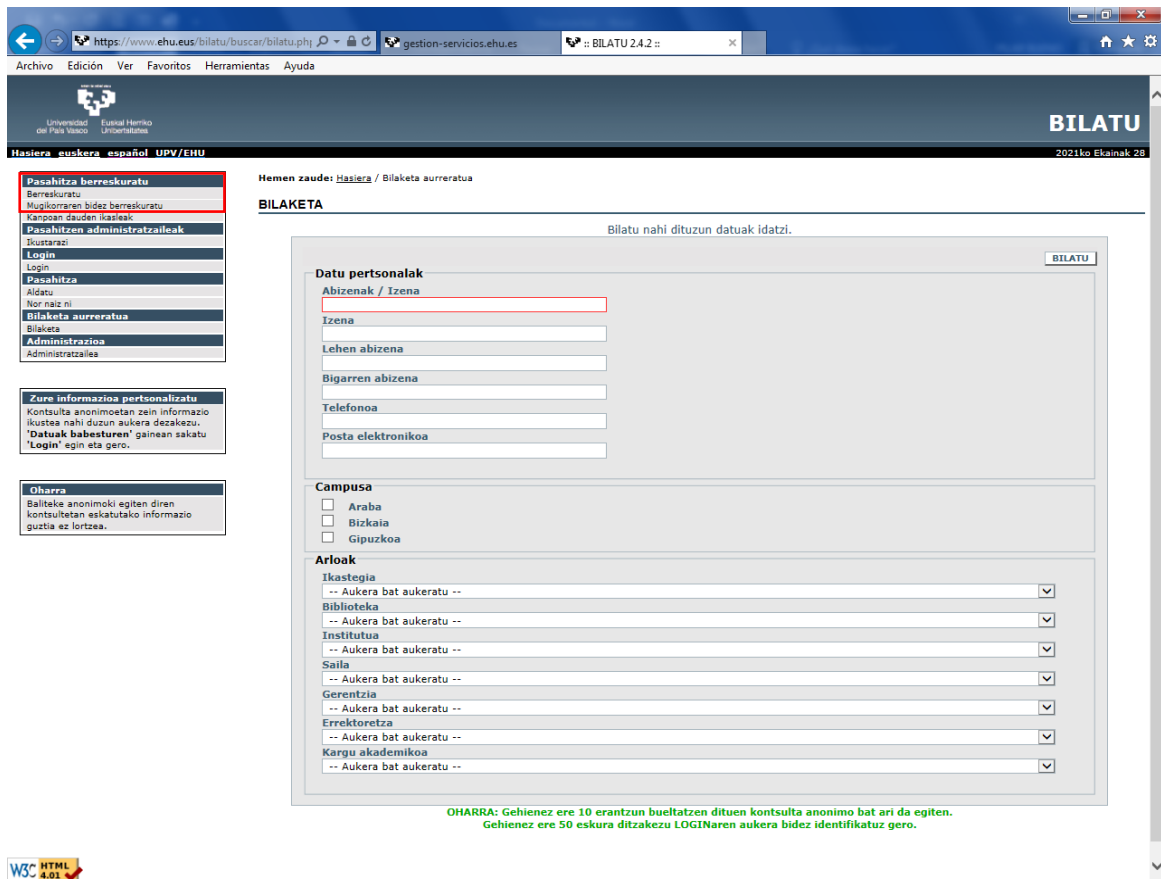 https://www.ehu.eus/bilatu/buscar/bilatu.ph
gestion-servicios.ehu.es
:: BILATU 2.4.2 ::
Archivo Edición Ver Favoritos Herramientas Ayuda
Universidad del País Vasco
Euskal Herriko Unibertsitatea
BILATU
Hasiera euskera español UPV/EHU
2021ko Ekainak 28
Pasahitza berreskuratu
Berreskuratu
Mugikorraren bidez berreskuratu
Kanpoan dauden ikasleak
Pasahitzen administratzaileak
Ikustarazi
Login
Login
Pasahitza
Aldatu
Nor naiz ni
Bilaketa aurreratua
Bilaketa
Administrazioa
Administratzailea
Zure informazioa pertsonalizatu
Kontsulta anonimoetan zein informazio
ikustea nahi duzun aukera dezakezu.
'Datuak babesturen' gainean sakatu
'Login' egin eta gero.
Oharra
Baliteke anonimoki egiten diren
kontsultetan eskatutako informazio
guztia ez lortzea.
Hemen zaude: Hasiera / Bilaketa aurreratua
BILAKETA
Bilatu nahi dituzun datuak idatzi.
BILATU
Datu pertsonalak
Abizenak / Izena
Izena
Lehen abizena
Bigarren abizena
Telefonoa
Posta elektronikoa
Campusa
Araba
Bizkaia
Gipuzkoa
Arloak
Ikastegia
-- Aukera bat aukeratu --
Biblioteka
-- Aukera bat aukeratu --
Institutua
-- Aukera bat aukeratu --
Saila
-- Aukera bat aukeratu --
Gerentzia
-- Aukera bat aukeratu --
Errektoretza
-- Aukera bat aukeratu --
Kargu akademikoa
-- Aukera bat aukeratu --
OHARRA: Gehienez ere 10 erantzun bueltatzen dituen kontsulta anonimo bat ari da egiten.
Gehienez ere 50 eskura ditzakezu LOGINaren aukera bidez identifikatuz gero.
W3C HTML 4.01